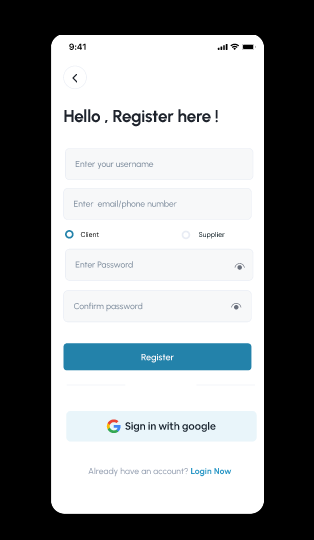 9:41
Hello , Register here !
Enter your username
Enter email/phone number
Client
Supplier
Enter Password
Confirm password
Register
Sign in with google
Already have an account? Login Now